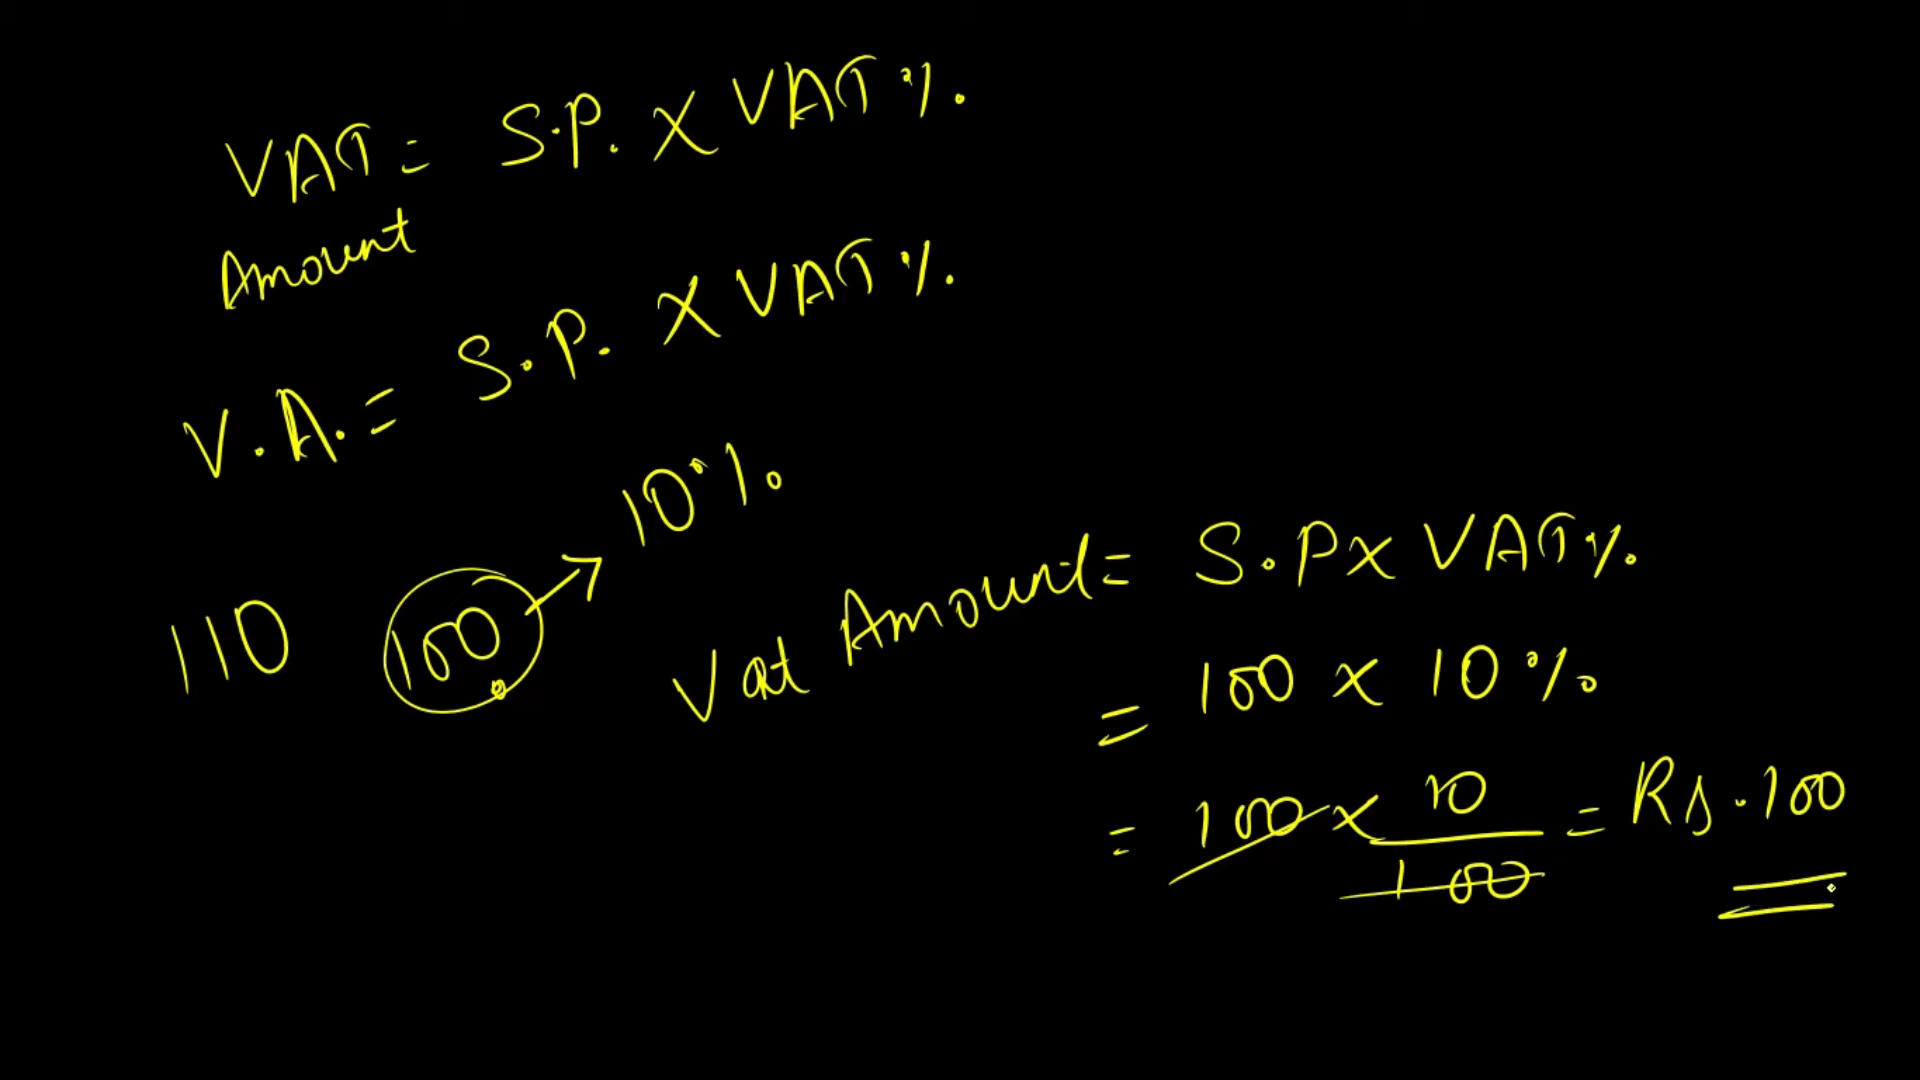 VAT = S.P. X VAT %.
Amount
V.A. = S.P. X VAT %.
10%
110 100
Vat Amount = S.P X VAT %.
= 100 X 10%
= 100 X 10/100 = Rs. 100